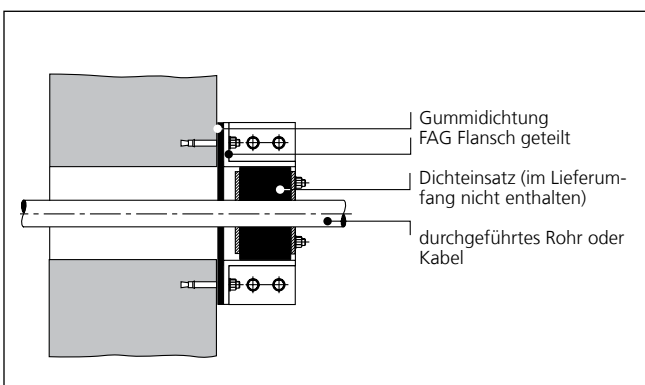 Gummidichtung
FAG Flansch geteilt
Dichteinsatz (im Lieferum-
fang nicht enthalten)
durchgeführtes Rohr oder
Kabel